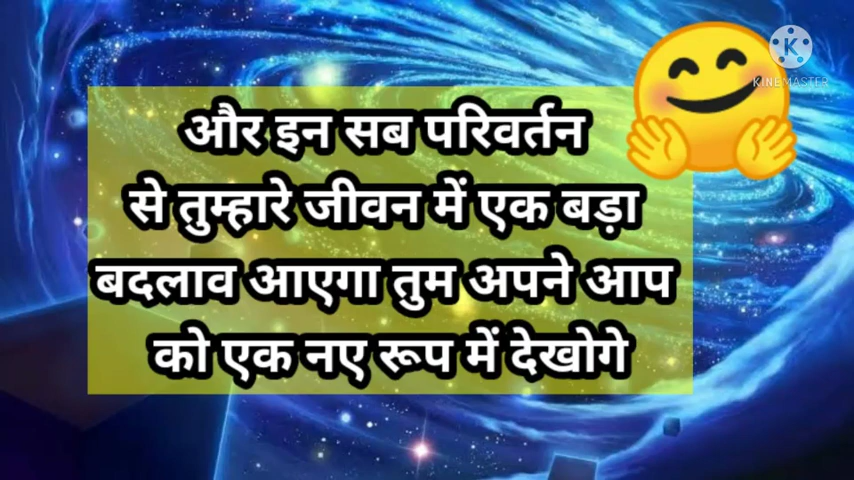 KINEMASTER
और इन सब परिवर्तन
से तुम्हारे जीवन में एक बड़ा
बदलाव आएगा तुम अपने आप
को एक नए रूप में देखोगे